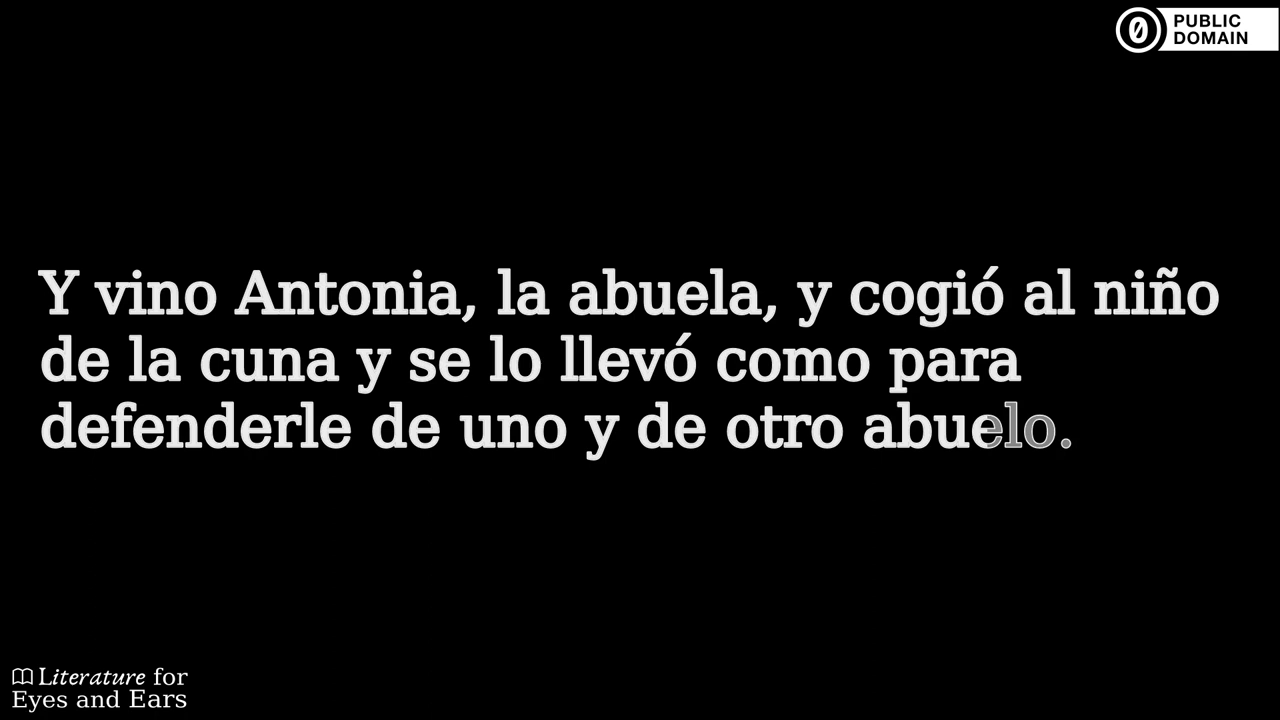 PUBLIC
DOMAIN
Y vino Antonia, la abuela, y cogió al niño
de la cuna y se lo llevó como para
defenderle de uno y de otro abuelo.
Literature for
Eyes and Ears